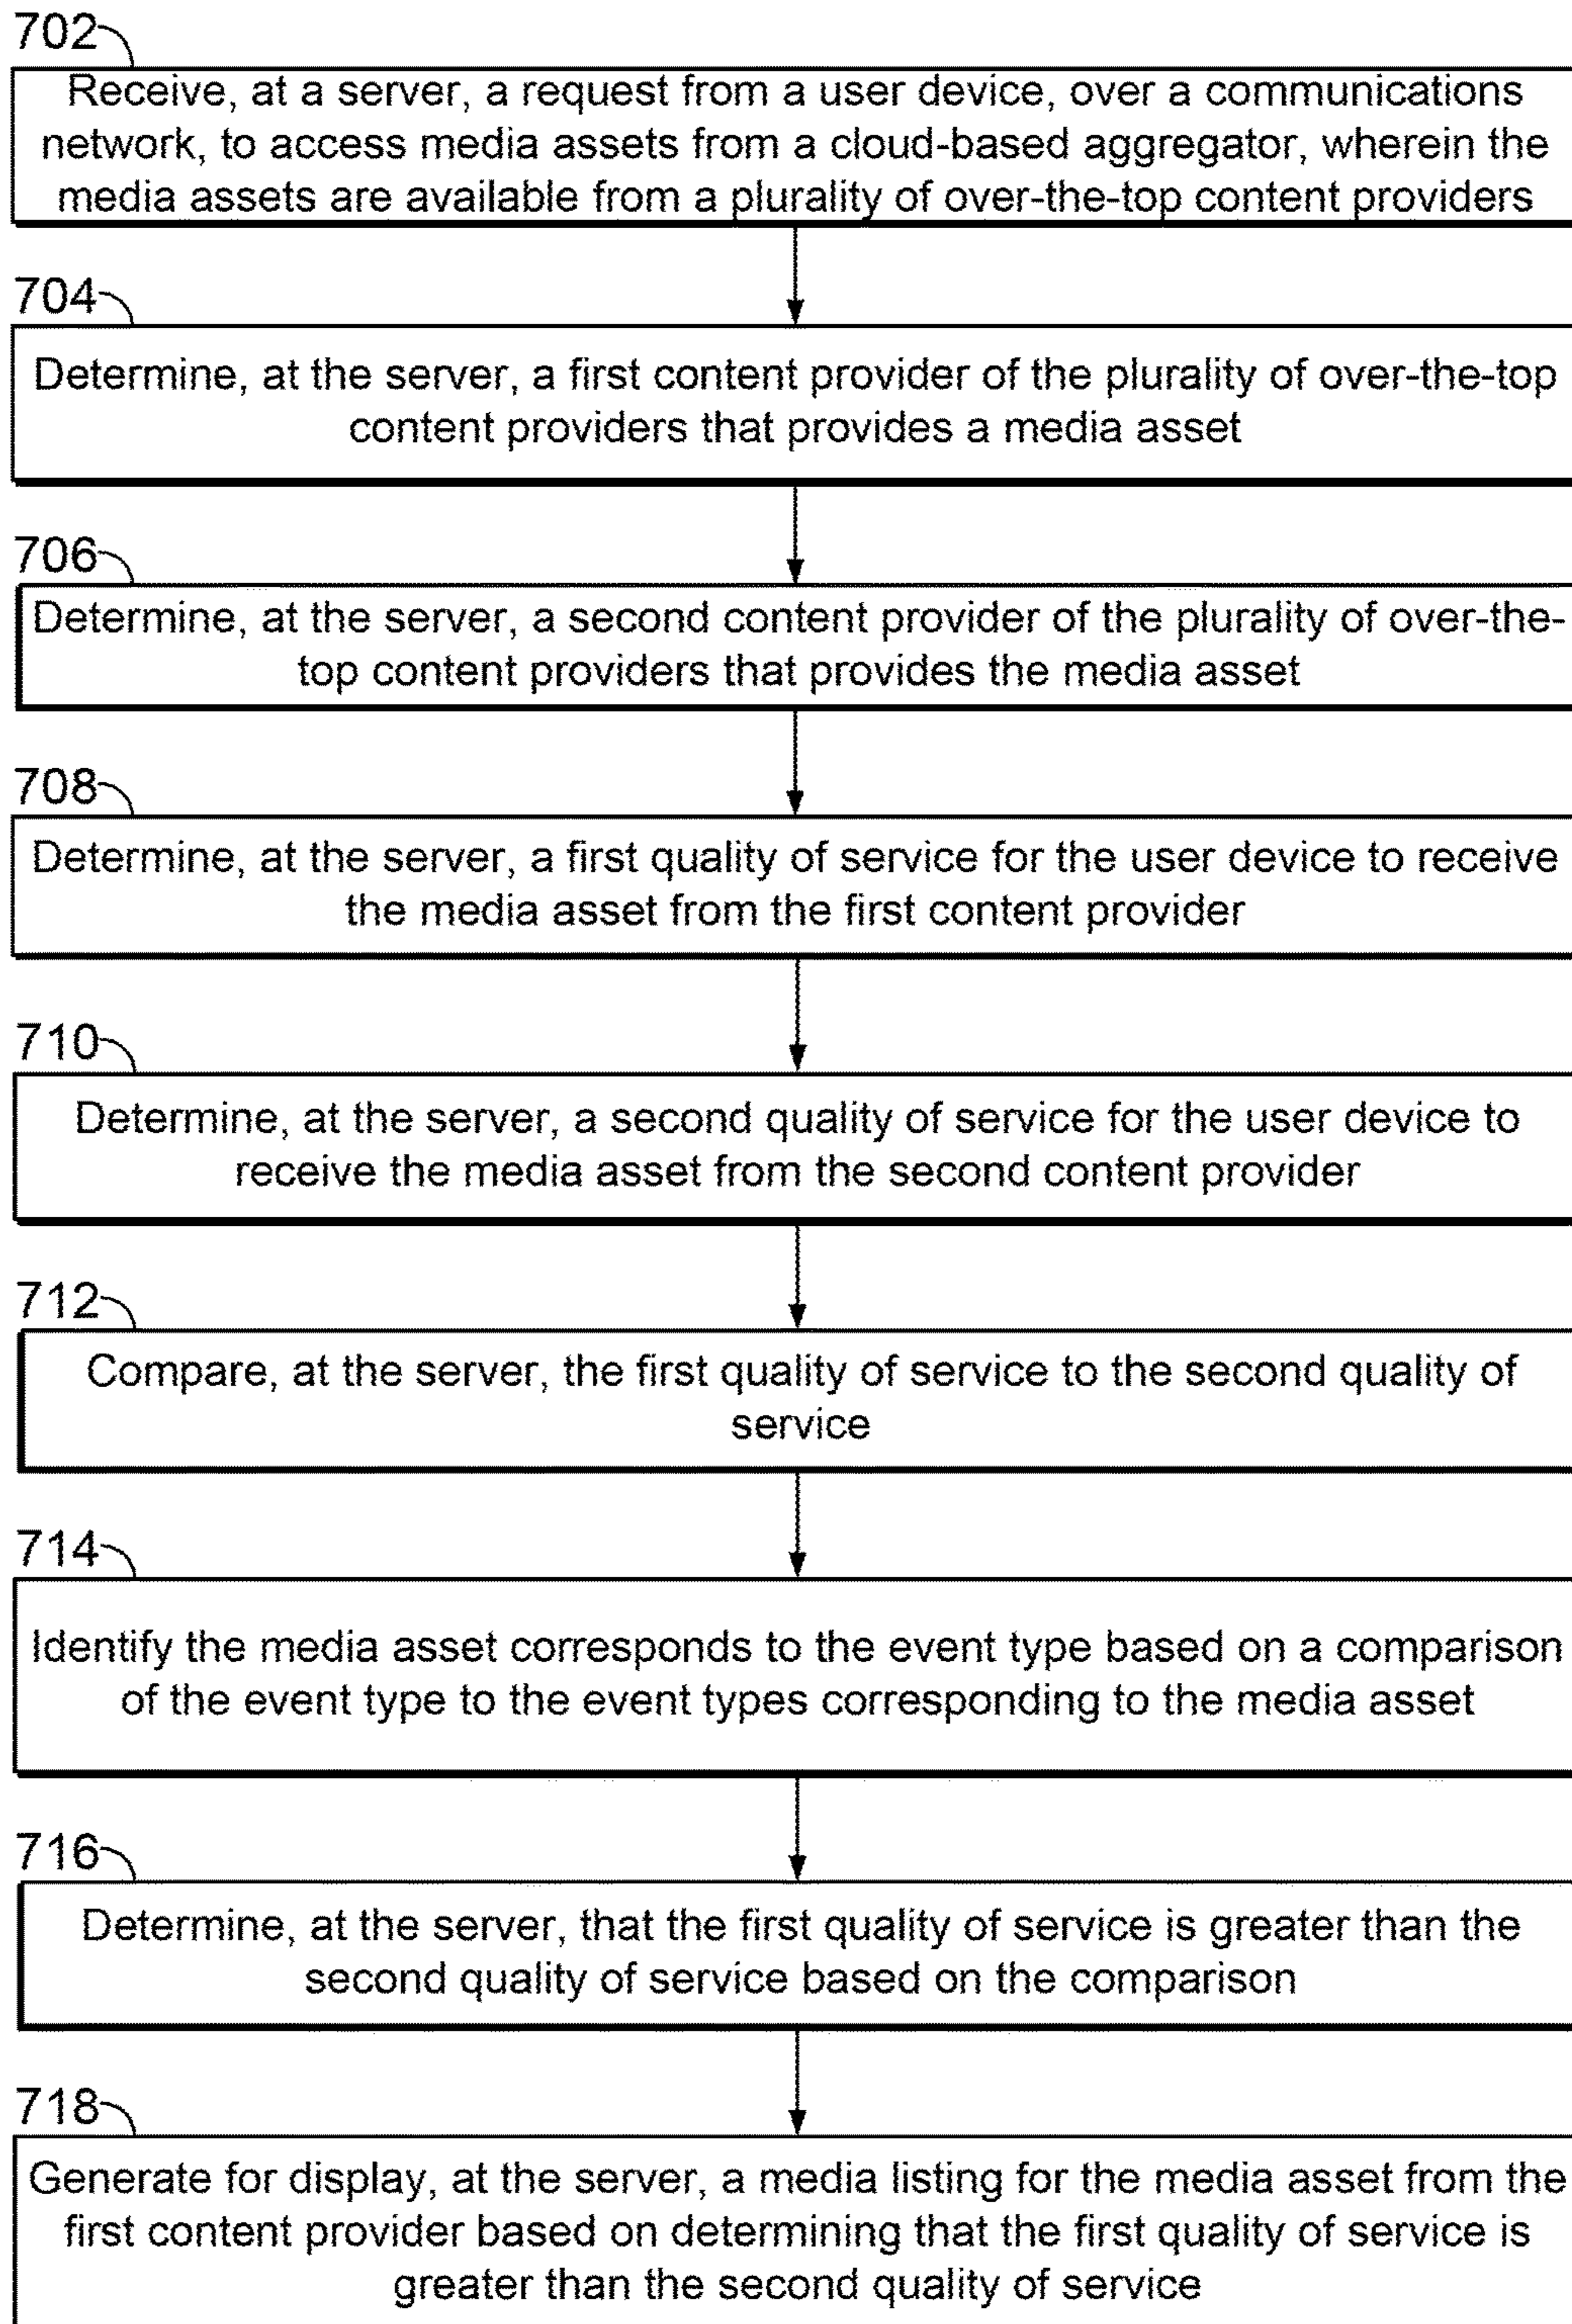 702
Receive, at a server, a request from a user device, over a communications
network, to access media assets from a cloud-based aggregator, wherein the
media assets are available from a plurality of over-the-top content providers
704
Determine, at the server, a first content provider of the plurality of over-the-top
content providers that provides a media asset
706
Determine, at the server, a second content provider of the plurality of over-the-
top content providers that provides the media asset
708
Determine, at the server, a first quality of service for the user device to receive
the media asset from the first content provider
710
Determine, at the server, a second quality of service for the user device to
receive the media asset from the second content provider
712
Compare, at the server, the first quality of service to the second quality of
service
714
Identify the media asset corresponds to the event type based on a comparison
of the event type to the event types corresponding to the media asset
716
Determine, at the server, that the first quality of service is greater than the
second quality of service based on the comparison
718
Generate for display, at the server, a media listing for the media asset from the
first content provider based on determining that the first quality of service is
greater than the second quality of service